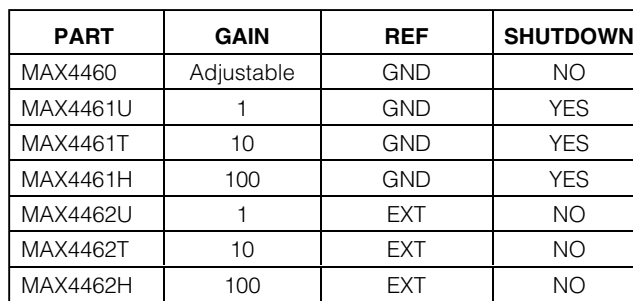 PART GAIN REF SHUTDOWN
MAX4460 Adjustable GND NO
MAX4461U 1 GND YES
MAX4461T 10 GND YES
MAX4461H 100 GND YES
MAX4462U 1 EXT NO
MAX4462T 10 EXT NO
MAX4462H 100 EXT NO